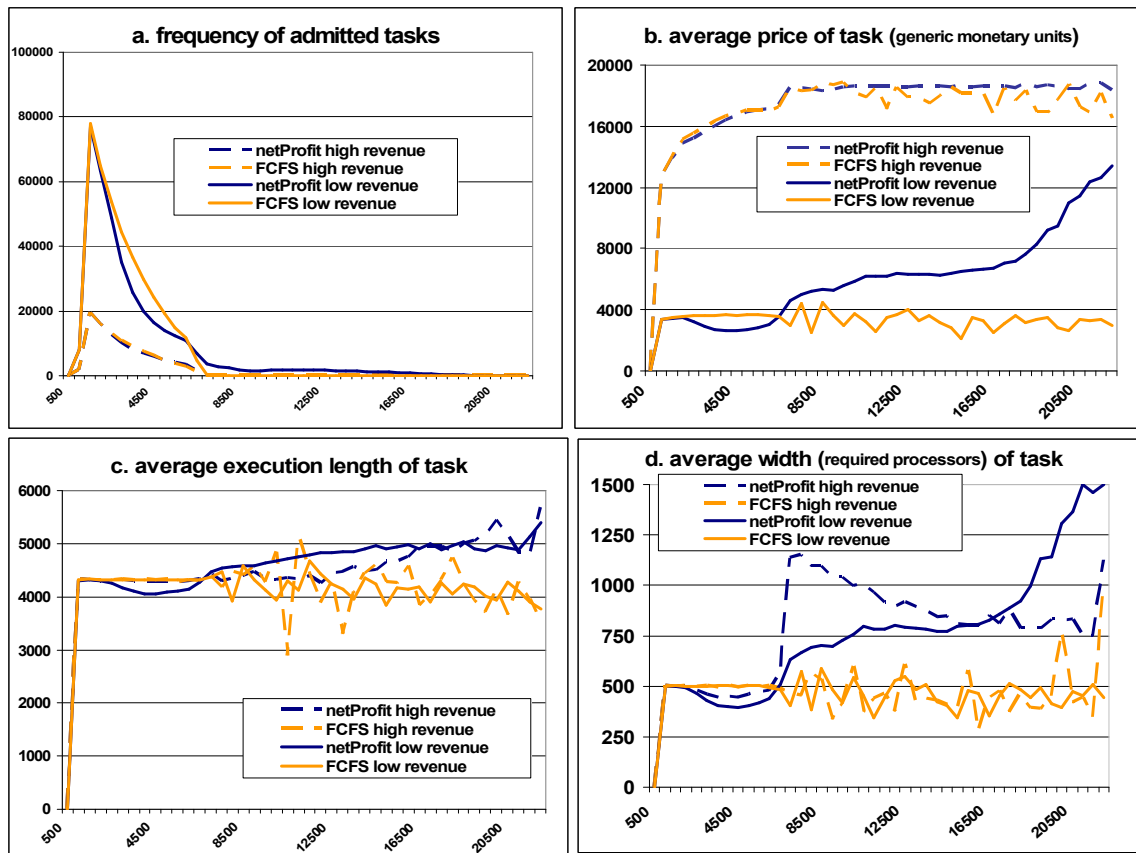 a. frequency of admitted tasks
100000
80000
60000
40000
20000
0
netProfit high revenue
FCFS high revenue
netProfit low revenue
FCFS low revenue
500
4500
8500
12500
16500
20500
b. average price of task (generic monetary units)
20000
16000
12000
8000
4000
0
netProfit high revenue
FCFS high revenue
netProfit low revenue
FCFS low revenue
500
4500
8500
12500
16500
20500
c. average execution length of task
6000
5000
4000
3000
2000
1000
0
netProfit high revenue
FCFS high revenue
netProfit low revenue
FCFS low revenue
500
4500
8500
12500
16500
20500
d. average width (required processors) of task
1500
1250
1000
750
500
250
0
netProfit high revenue
FCFS high revenue
netProfit low revenue
FCFS low revenue
500
4500
8500
12500
16500
20500